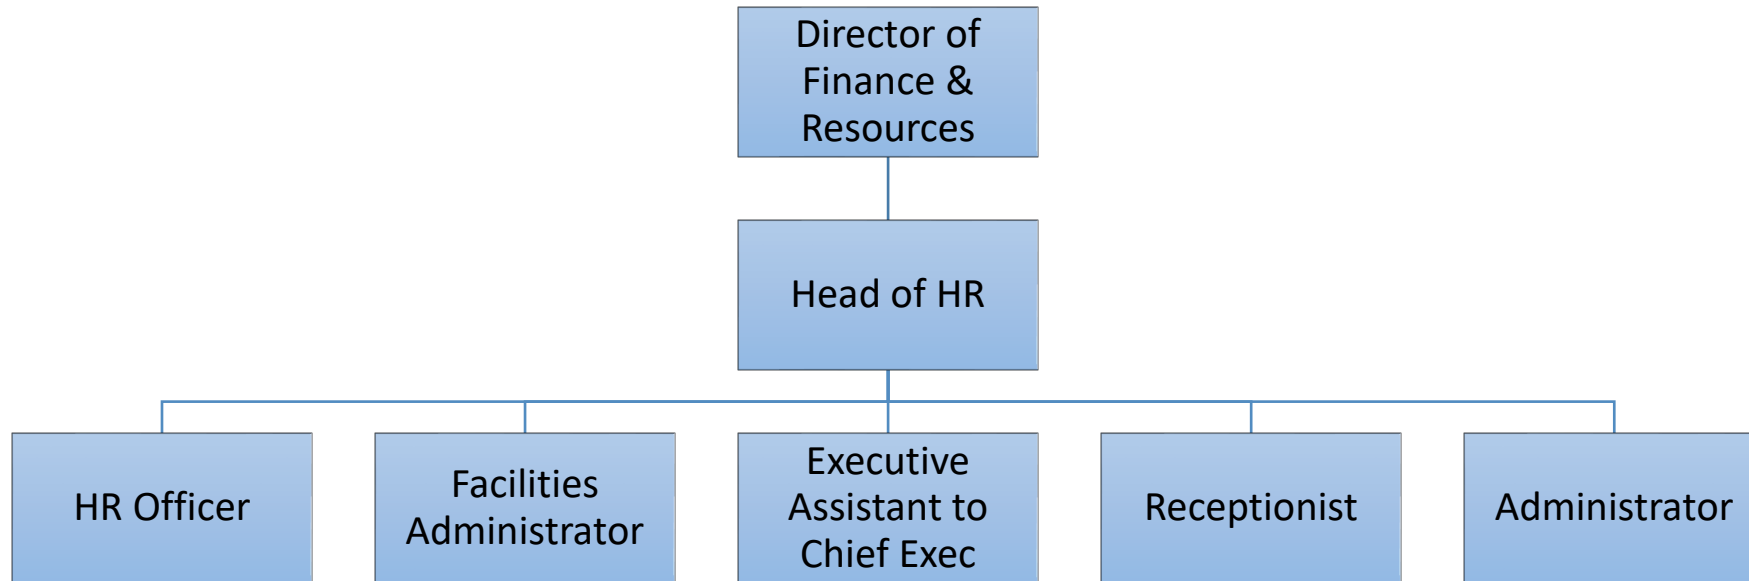 Director of
Finance &
Resources
Head of HR
HR Officer
Facilities
Administrator
Executive
Assistant to
Chief Exec
Receptionist
Administrator